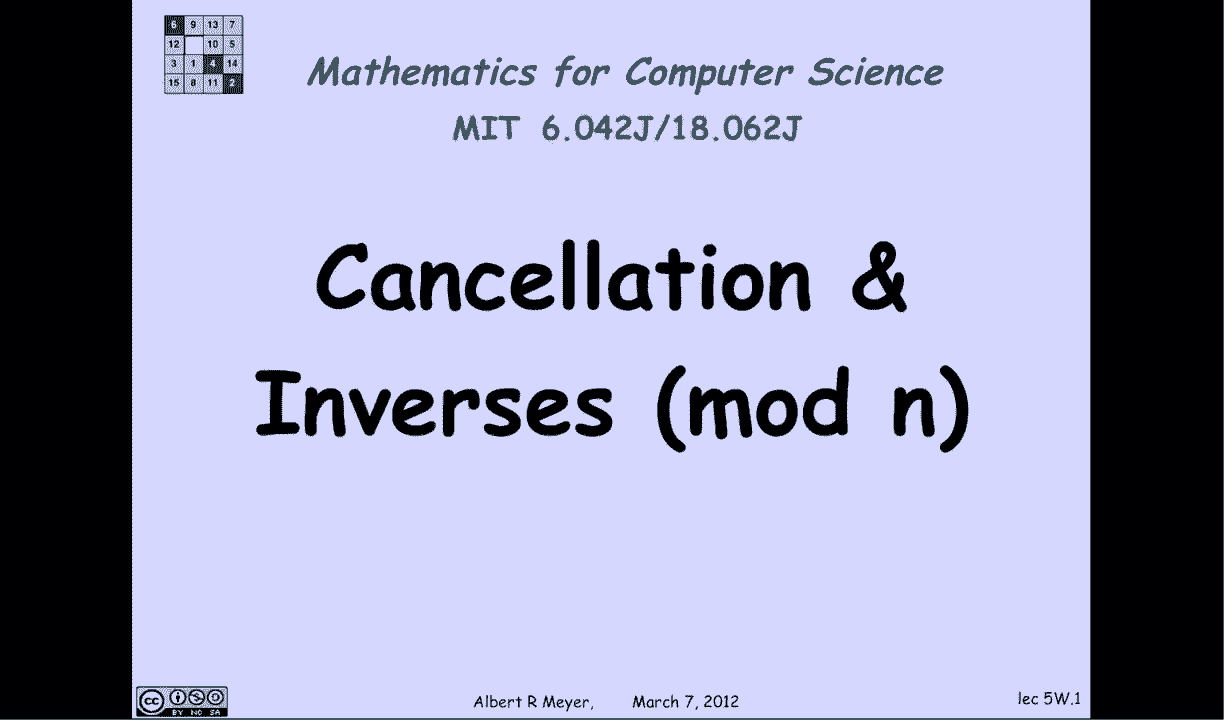 6 9 13 7
12 10 5
3 1 4 14
15 8 11 2
Mathematics for Computer Science
MIT 6.042J/18.062J
Cancellation &
Inverses (mod n)
cc
BY NC SA
Albert R Meyer, March 7, 2012
lec 5W.1